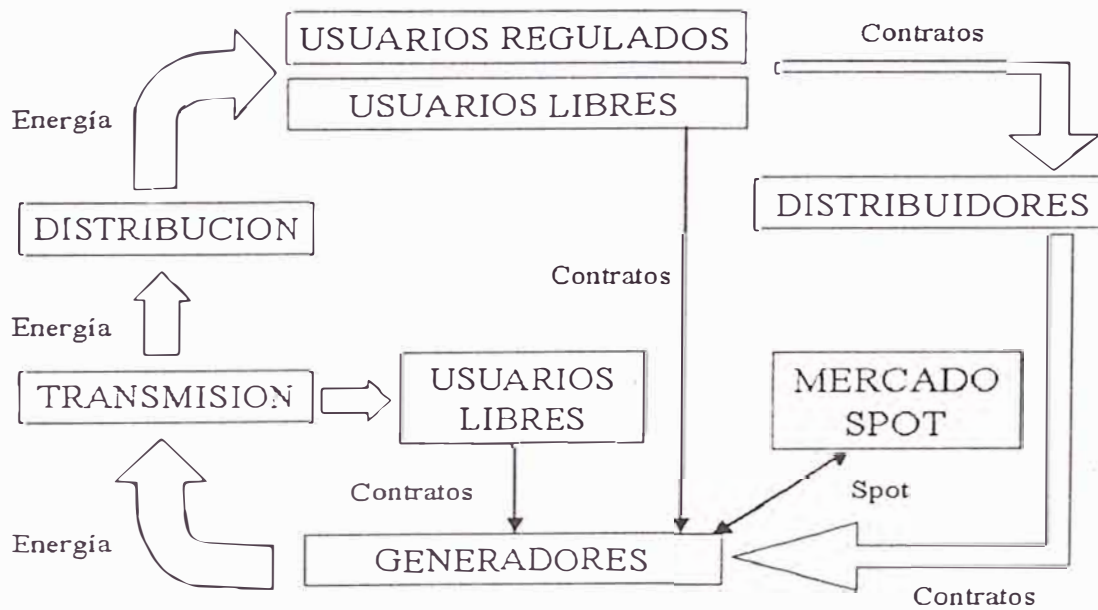 USUARIOS REGULADOS
Contratos
USUARIOS LIBRES
Energía
DISTRIBUCION
DISTRIBUIDORES
Contratos
Energía
TRANSMISION
USUARIOS
LIBRES
MERCADO
SPOT
Contratos
Spot
Energía
GENERADORES
Contratos